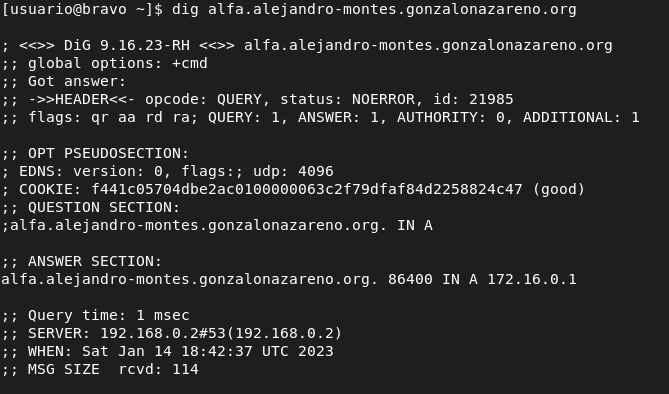 [usuario@bravo ~]$ dig alfa.alejandro-montes.gonzalonazareno.org
; <<>> DiG 9.16.23-RH <<>> alfa.alejandro-montes.gonzalonazareno.org
;; global options: +cmd
;; Got answer:
;; ->>HEADER<<- opcode: QUERY, status: NOERROR, id: 21985
;; flags: qr aa rd ra; QUERY: 1, ANSWER: 1, AUTHORITY: 0, ADDITIONAL: 1
;; OPT PSEUDOSECTION:
; EDNS: version: 0, flags:; udp: 4096
; COOKIE: f441c05704dbe2ac0100000063c2f79dfaf84d2258824c47 (good)
;; QUESTION SECTION:
;alfa.alejandro-montes.gonzalonazareno.org. IN A
;; ANSWER SECTION:
alfa.alejandro-montes.gonzalonazareno.org. 86400 IN A 172.16.0.1
;; Query time: 1 msec
;; SERVER: 192.168.0.2#53(192.168.0.2)
;; WHEN: Sat Jan 14 18:42:37 UTC 2023
;; MSG SIZE  rcvd: 114